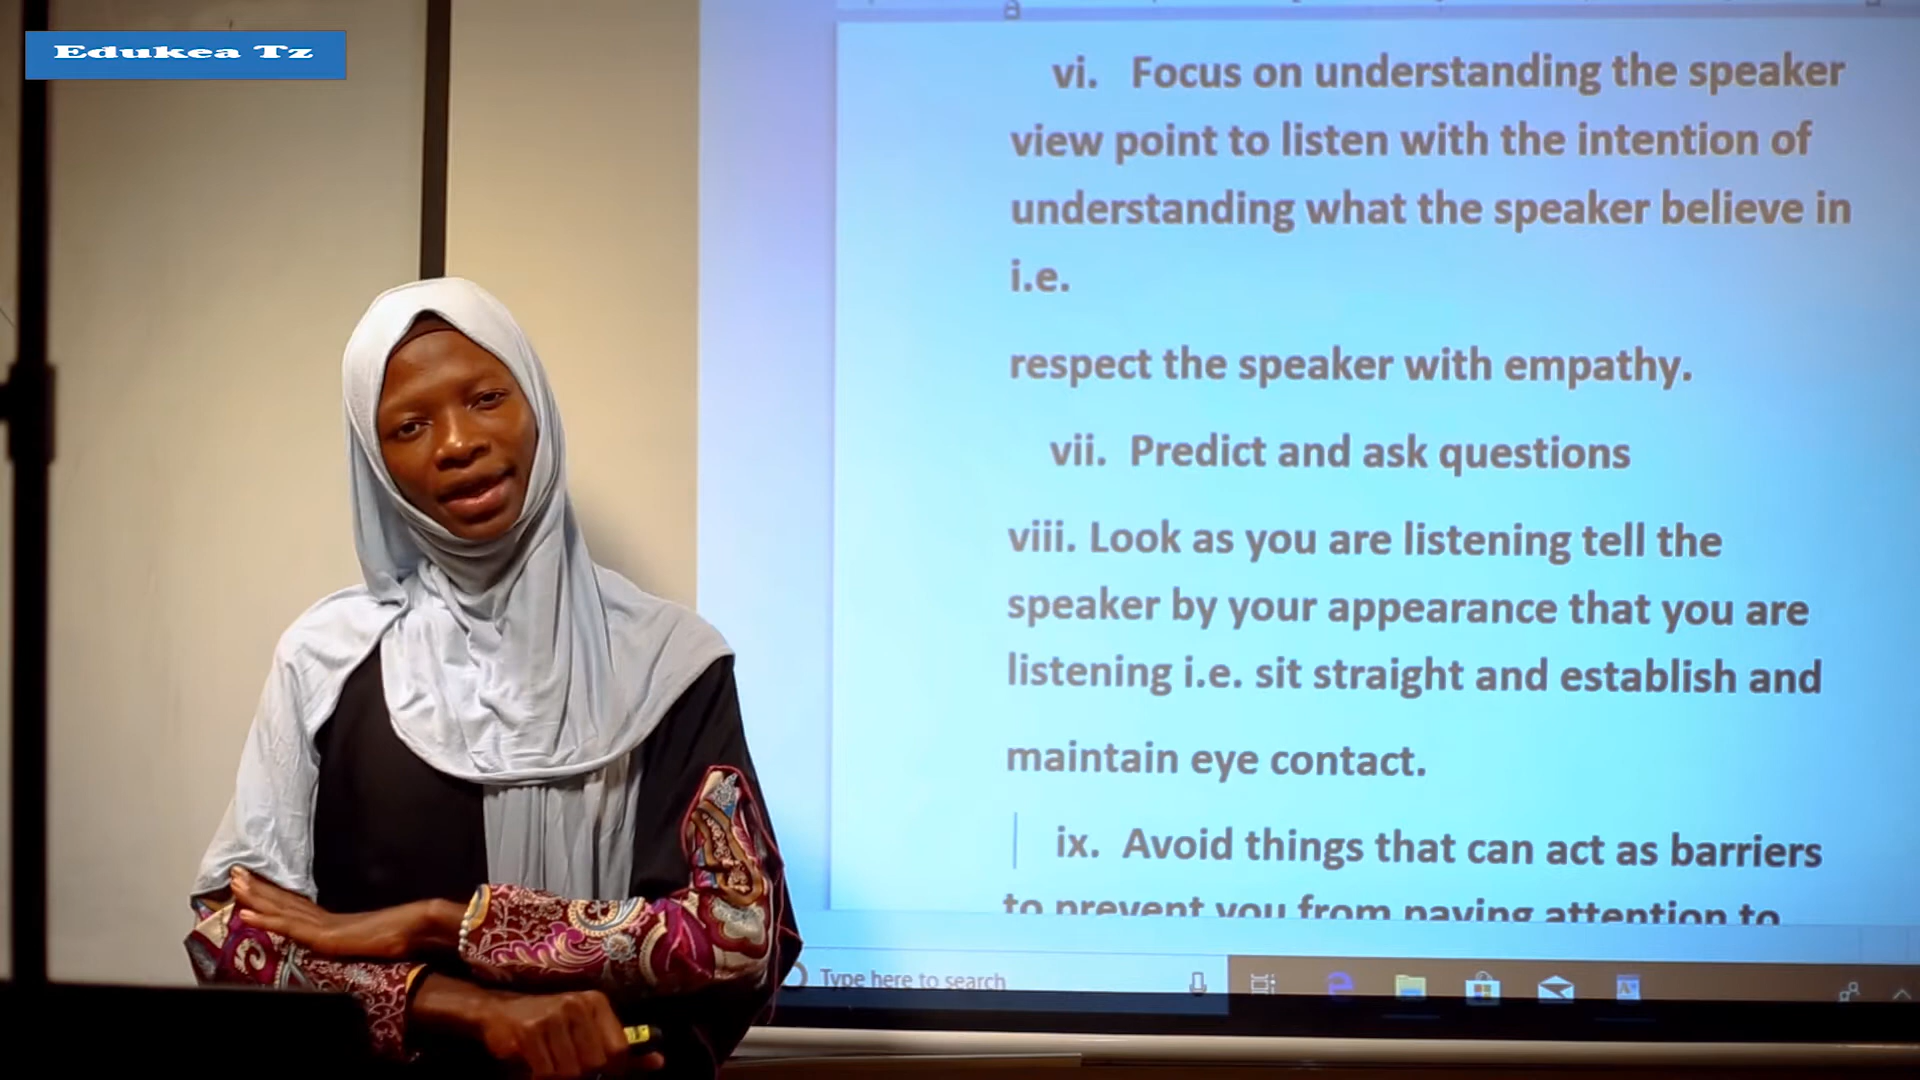 Edukea Tz
vi. Focus on understanding the speaker
view point to listen with the intention of
understanding what the speaker believe in
i.e.
respect the speaker with empathy.
vii. Predict and ask questions
viii. Look as you are listening tell the
speaker by your appearance that you are
listening i.e. sit straight and establish and
maintain eye contact.
ix. Avoid things that can act as barriers
to prevent you from paying attention to
Type here to search